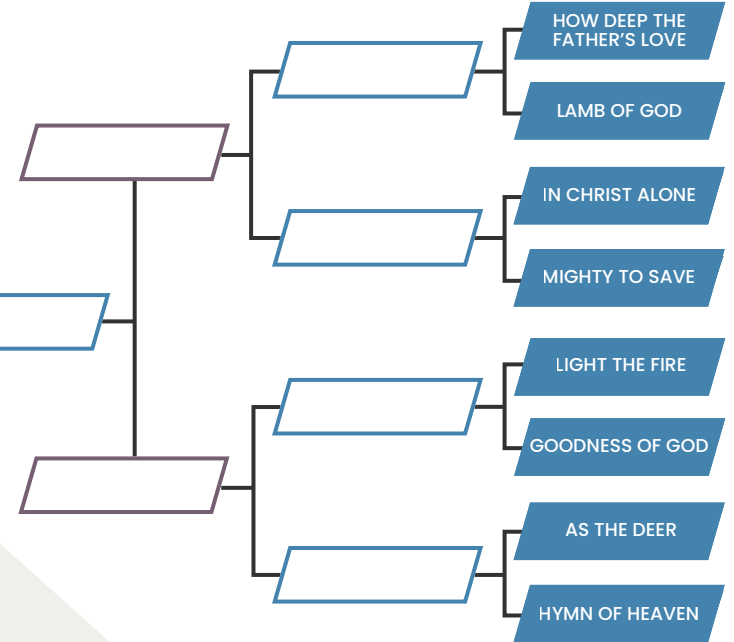 HOW DEEP THE
FATHER’S LOVE
LAMB OF GOD
IN CHRIST ALONE
MIGHTY TO SAVE
LIGHT THE FIRE
GOODNESS OF GOD
AS THE DEER
HYMN OF HEAVEN